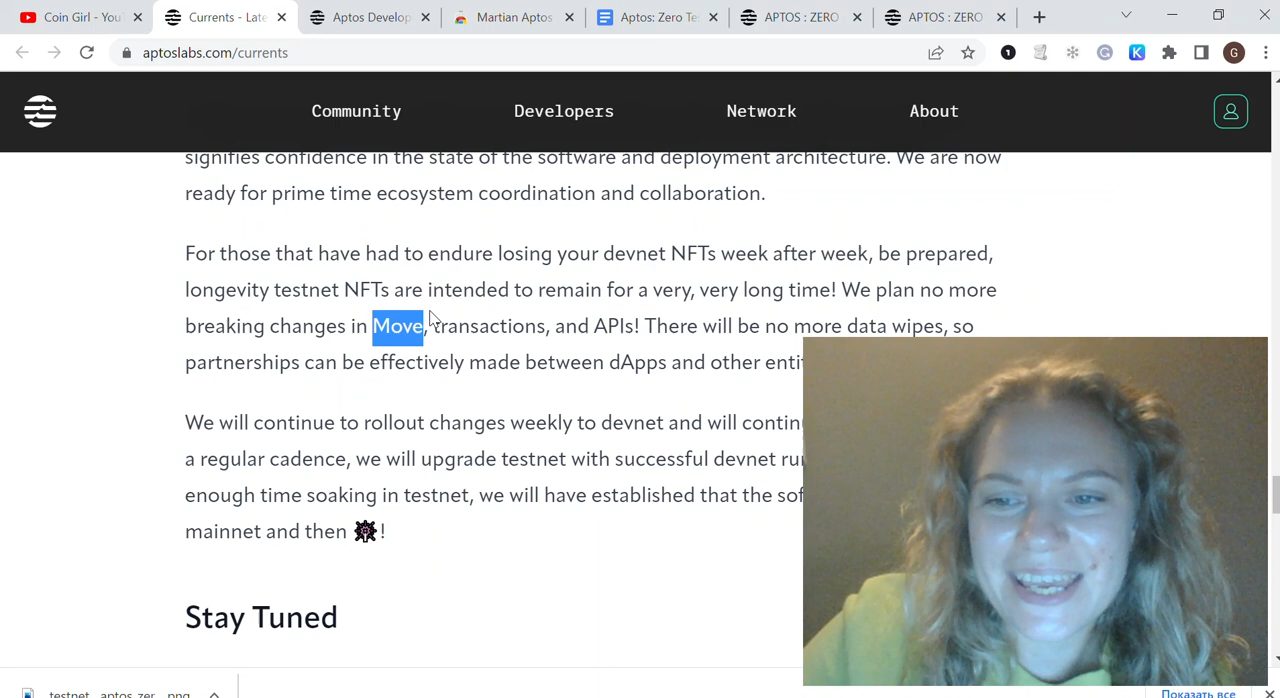 Coin Girl - You
Currents - Late
Aptos Develop
Martian Aptos
Aptos: Zero Te
APTOS : ZERO
APTOS : ZERO
aptoslabs.com/currents
1
K
G
Community
Developers
Network
About
signifies confidence in the state of the software and deployment architecture. We are now
ready for prime time ecosystem coordination and collaboration.
For those that have had to endure losing your devnet NFTs week after week, be prepared,
longevity testnet NFTs are intended to remain for a very, very long time! We plan no more
breaking changes in Move, transactions, and APIs! There will be no more data wipes, so
partnerships can be effectively made between dApps and other enti
We will continue to rollout changes weekly to devnet and will contin
a regular cadence, we will upgrade testnet with successful devnet ru
enough time soaking in testnet, we will have established that the sof
mainnet and then !
Stay Tuned
testnet_aptos_zer....png
Показать все